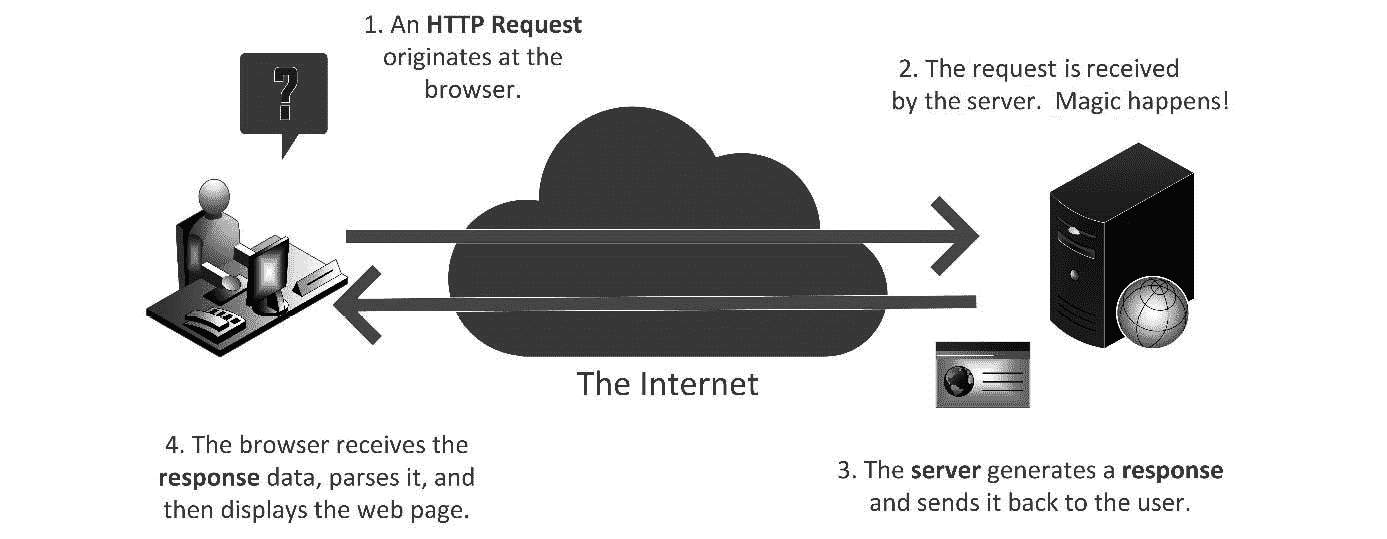 1. An HTTP Request
originates at the
browser.
2. The request is received
by the server.  Magic happens!
?
The Internet
4. The browser receives the
response data, parses it, and
then displays the web page.
3. The server generates a response
and sends it back to the user.